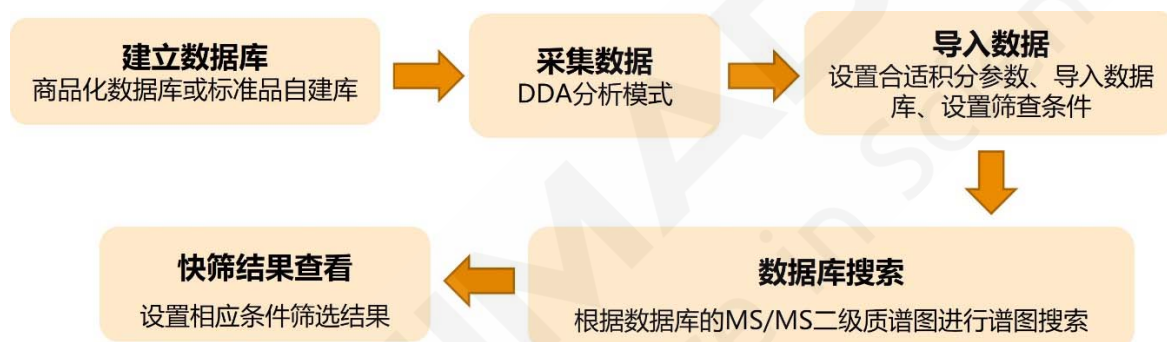 建立数据库
商品化数据库或标准品自建库
采集数据
DDA分析模式
导入数据
设置合适积分参数、导入数据
库、设置筛查条件
数据库搜索
根据数据库的MS/MS二级质谱图进行谱图搜索
快筛结果查看
设置相应条件筛选结果